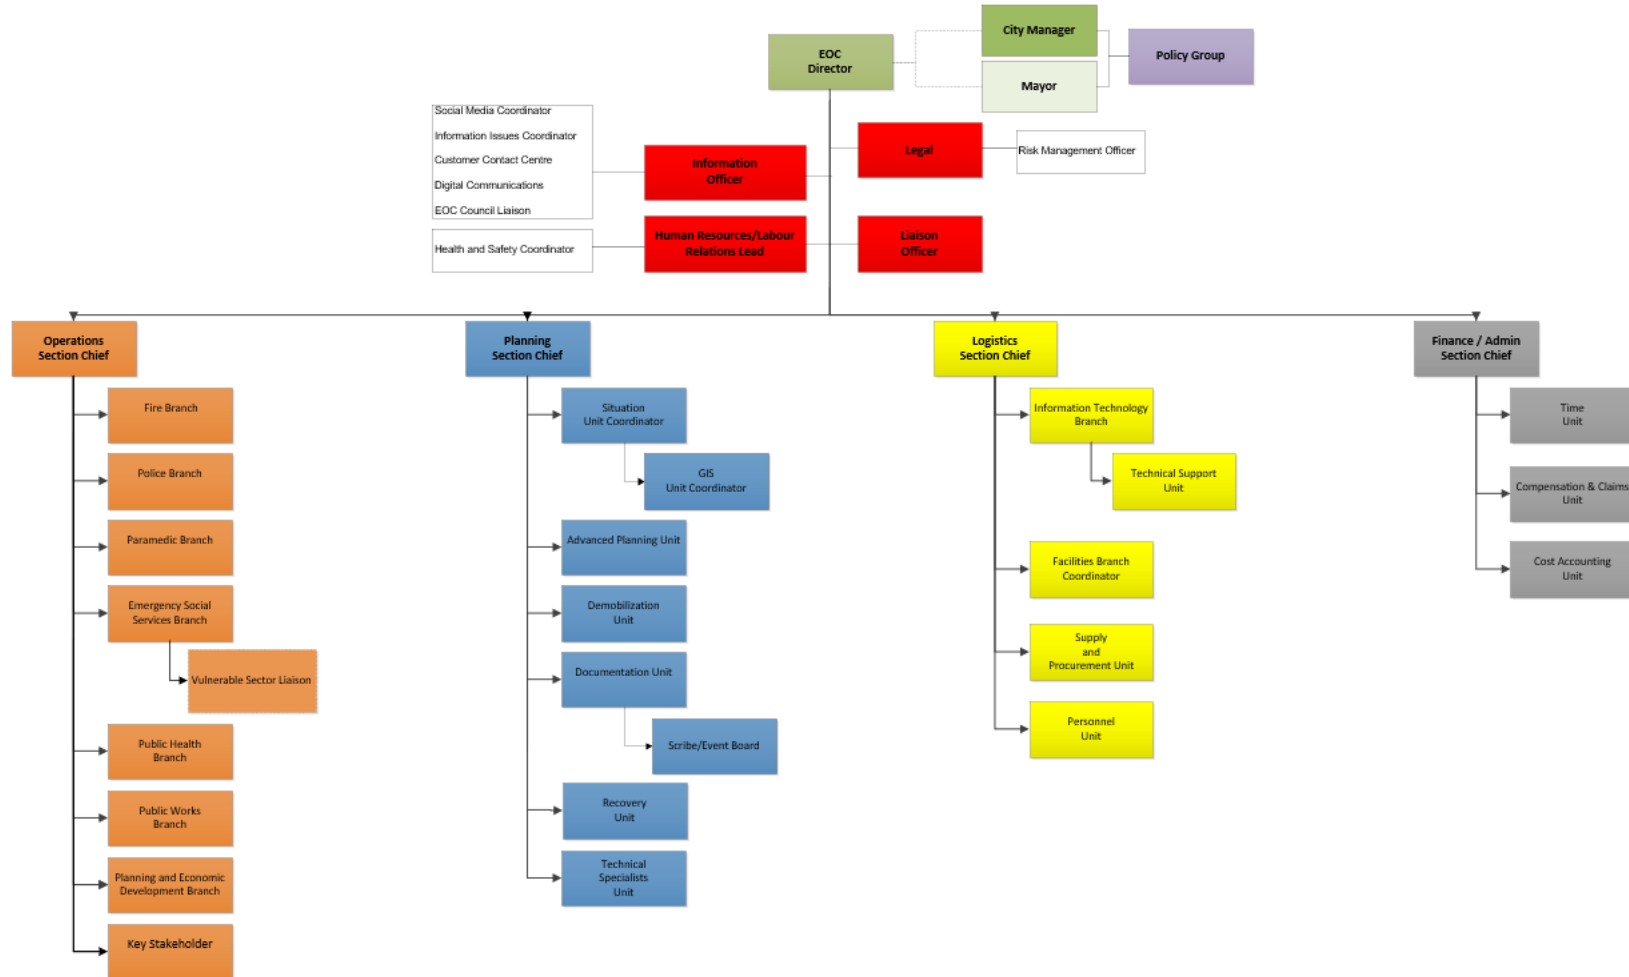 City Manager
EOC
Director
Policy Group
Mayor
Social Media Coordinator
Information Issues Coordinator
Customer Contact Centre
Digital Communications
EOC Council Liaison
Information
Officer
Legal
Risk Management Officer
Health and Safety Coordinator
Human Resources/Labour
Relations Lead
Liaison
Officer
Operations
Section Chief
Fire Branch
Police Branch
Paramedic Branch
Emergency Social
Services Branch
Vulnerable Sector Liaison
Public Health
Branch
Public Works
Branch
Planning and Economic
Development Branch
Key Stakeholder
Planning
Section Chief
Situation
Unit Coordinator
GIS
Unit Coordinator
Advanced Planning Unit
Demobilization
Unit
Documentation Unit
Scribe/Event Board
Recovery
Unit
Technical
Specialists
Unit
Logistics
Section Chief
Information Technology
Branch
Technical Support
Unit
Facilities Branch
Coordinator
Supply
and
Procurement Unit
Personnel
Unit
Finance / Admin
Section Chief
Time
Unit
Compensation & Claims
Unit
Cost Accounting
Unit